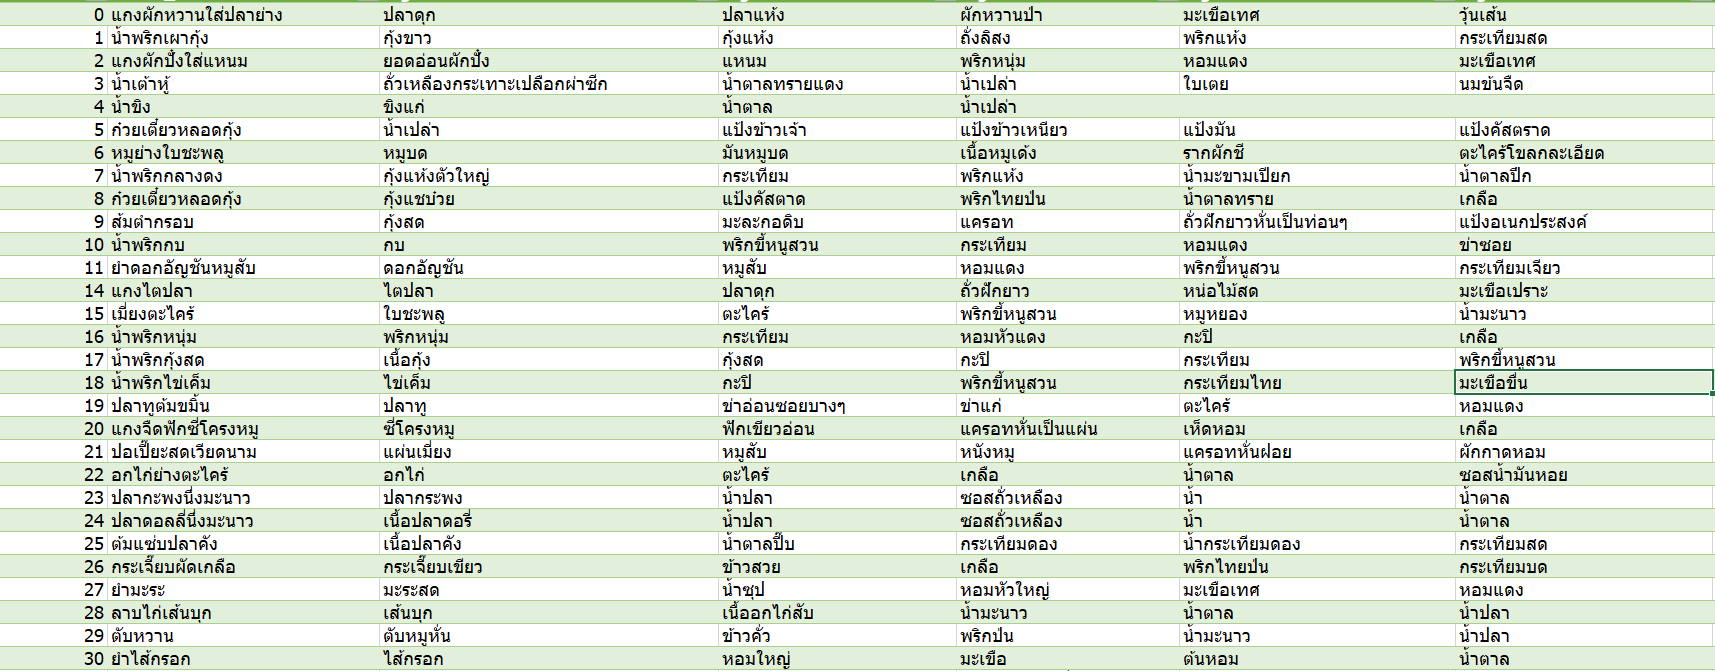 0 แกงผักหวานใส่ปลาย่าง ปลาดุก ปลาแห้ง ผักหวานป่า มะเขือเทศ วุ้นเส้น
1 น้ำพริกเผากุ้ง กุ้งขาว กุ้งแห้ง ถั่งลิสง พริกแห้ง กระเทียมสด
2 แกงผักปั๋งใส่แหนม ยอดอ่อนผักปั๋ง แหนม พริกหนุ่ม หอมแดง มะเขือเทศ
3 น้ำเต้าหู้ ถั่วเหลืองกระเทาะเปลือกผ่าซีก น้ำตาลทรายแดง น้ำเปล่า ใบเตย นมข้นจืด
4 น้ำขิง ขิงแก่ น้ำตาล น้ำเปล่า
5 ก๋วยเตี๋ยวหลอดกุ้ง น้ำเปล่า แป้งข้าวเจ้า แป้งข้าวเหนียว แป้งมัน แป้งคัสตราด
6 หมูย่างใบชะพลู หมูบด มันหมูบด เนื้อหมูเด้ง รากผักชี ตะไคร้โขลกละเอียด
7 น้ำพริกกลางดง กุ้งแห้งตัวใหญ่ กระเทียม พริกแห้ง น้ำมะขามเปียก น้ำตาลปึก
8 ก๋วยเตี๋ยวหลอดกุ้ง กุ้งแชบ๋วย แป้งคัสตาด พริกไทยป่น น้ำตาลทราย เกลือ
9 ส้มตำกรอบ กุ้งสด มะละกอดิบ แครอท ถั่วฝักยาวหั่นเป็นท่อนๆ แป้งอเนกประสงค์
10 น้ำพริกกบ กบ พริกขี้หนูสวน กระเทียม หอมแดง ข่าซอย
11 ยำดอกอัญชันหมูสับ ดอกอัญชัน หมูสับ หอมแดง พริกขี้หนูสวน กระเทียมเจียว
14 แกงไตปลา ไตปลา ปลาดุก ถั่วฝักยาว หน่อไม้สด มะเขือเปราะ
15 เมี่ยงตะไคร้ ใบชะพลู ตะไคร้ พริกขี้หนูสวน หมูหยอง น้ำมะนาว
16 น้ำพริกหนุ่ม พริกหนุ่ม กระเทียม หอมหัวแดง กะปิ เกลือ
17 น้ำพริกกุ้งสด เนื้อกุ้ง กุ้งสด กะปิ กระเทียม พริกขี้หนูสวน
18 น้ำพริกไข่เค็ม ไข่เค็ม กะปิ พริกขี้หนูสวน กระเทียมไทย มะเขือขื่น
19 ปลาทูต้มขมิ้น ปลาทู ข่าอ่อนซอยบางๆ ข่าแก่ ตะไคร้ หอมแดง
20 แกงจืดฟักซี่โครงหมู ซี่โครงหมู ฟักเขียวอ่อน แครอทหั่นเป็นแผ่น เห็ดหอม เกลือ
21 ปอเปี๊ยะสดเวียดนาม แผ่นเมี่ยง หมูสับ หนังหมู แครอทหั่นฝอย ผักกาดหอม
22 อกไก่ย่างตะไคร้ อกไก่ ตะไคร้ เกลือ น้ำตาล ซอสน้ำมันหอย
23 ปลากะพงนึ่งมะนาว ปลากระพง น้ำปลา ซอสถั่วเหลือง น้ำ น้ำตาล
24 ปลาดอลลี่นึ่งมะนาว เนื้อปลาดอรี่ น้ำปลา ซอสถั่วเหลือง น้ำ น้ำตาล
25 ต้มแซ่บปลาคัง เนื้อปลาคัง น้ำตาลปี๊บ กระเทียมดอง น้ำกระเทียมดอง กระเทียมสด
26 กระเจี๊ยบผัดเกลือ กระเจี๊ยบเขียว ข้าวสวย เกลือ พริกไทยป่น กระเทียมบด
27 ยำมะระ มะระสด น้ำซุป หอมหัวใหญ่ มะเขือเทศ หอมแดง
28 ลาบไก่เส้นบุก เส้นบุก เนื้ออกไก่สับ น้ำมะนาว น้ำตาล น้ำปลา
29 ตับหวาน ตับหมูหั่น ข้าวคั่ว พริกป่น น้ำมะนาว น้ำปลา
30 ยำไส้กรอก ไส้กรอก หอมใหญ่ มะเขือ ต้นหอม น้ำตาล